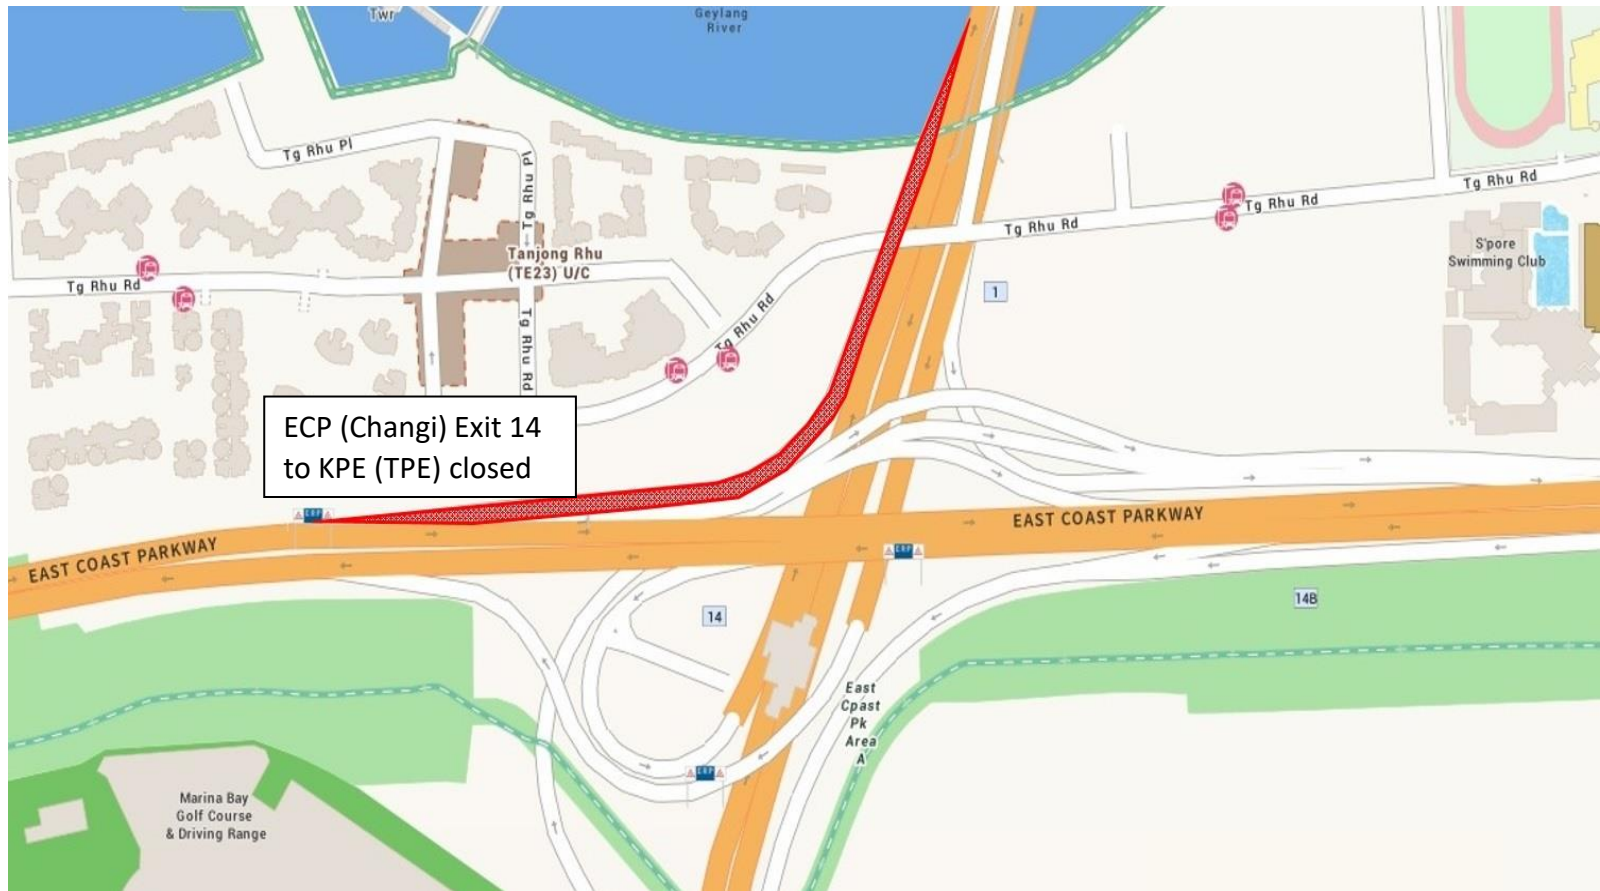 Twr
Geylang
River
Tg Rhu Pl
Tg Rhu Pl
Tg Rhu Rd
Tg Rhu Rd
Tg Rhu Rd
Tanjong Rhu
(TE23) U/C
S'pore
Swimming Club
Tg Rhu Rd
1
Tg Rhu Rd
Tg Rhu Rd
ECP (Changi) Exit 14
to KPE (TPE) closed
ERP
EAST COAST PARKWAY
EAST COAST PARKWAY
ERP
14B
14
East
Cpast
Pk
Area
A
ERP
Marina Bay
Golf Course
& Driving Range